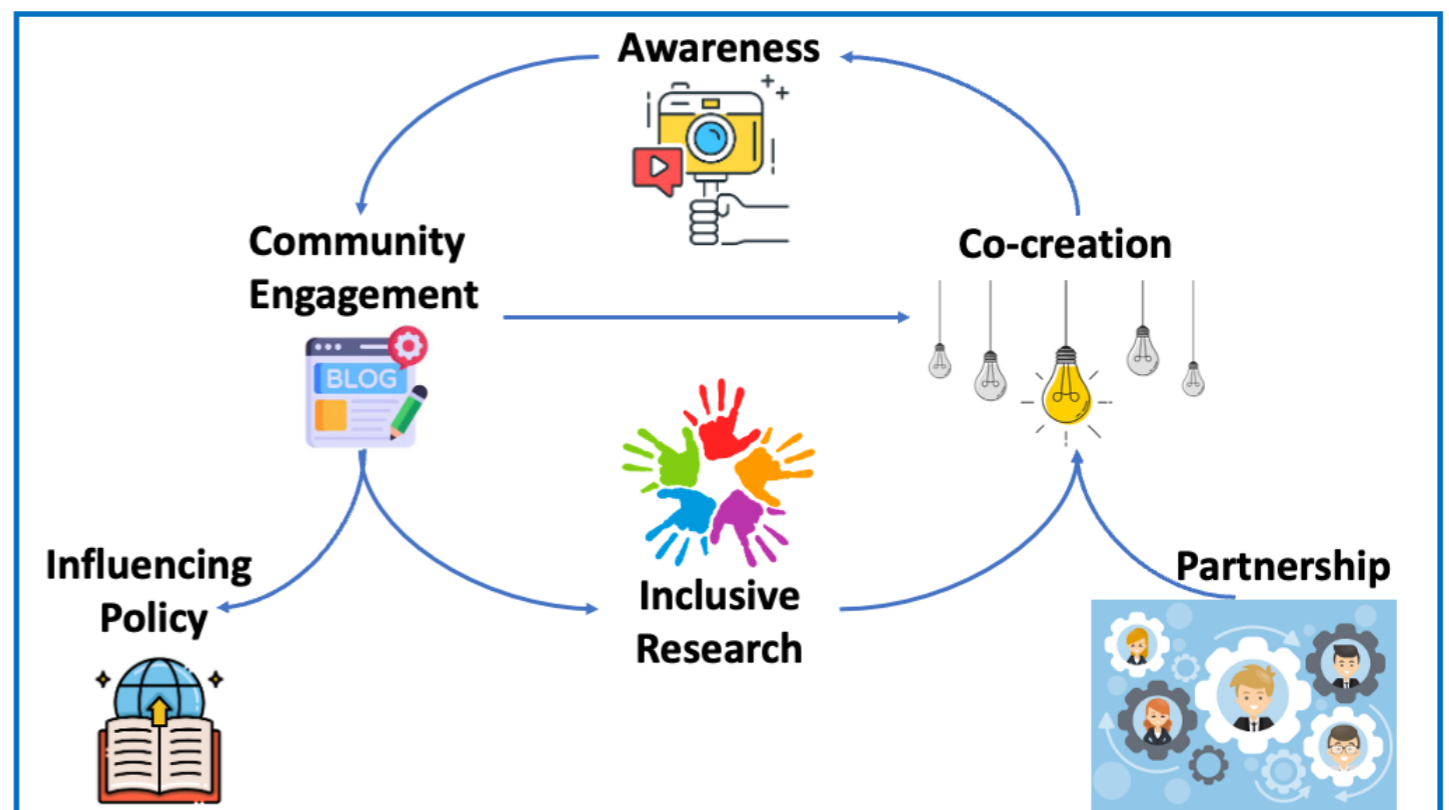 Awareness
Community
Engagement
Co-creation
BLOG
Influencing
Policy
Inclusive
Research
Partnership